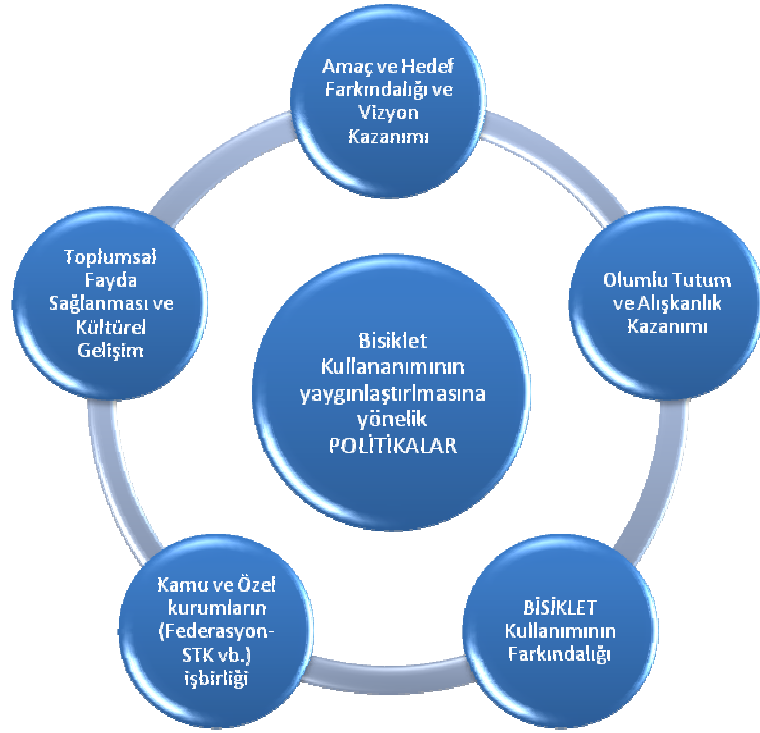 Amaç ve Hedef
Farkındalığı ve
Vizyon
Kazanımı
Olumlu Tutum
ve Alışkanlık
Kazanımı
BİSİKLET
Kullanımının
Farkındalığı
Kamu ve Özel
kurumların
(Federasyon-
STK vb.)
işbirliği
Toplumsal
Fayda
Sağlanması ve
Kültürel
Gelişim
Bisiklet
Kullananımının
yaygınlaştırlmasına
yönelik
POLİTİKALAR